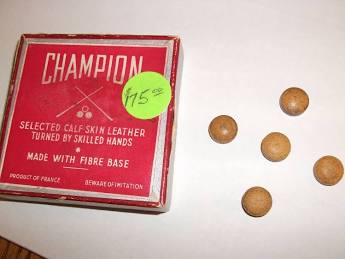 CHAMPION
$75.00
SELECTED CALF SKIN LEATHER
TURNED BY SKILLED HANDS
MADE WITH FIBRE BASE
PRODUCT OF FRANCE BEWARE OF IMITATION